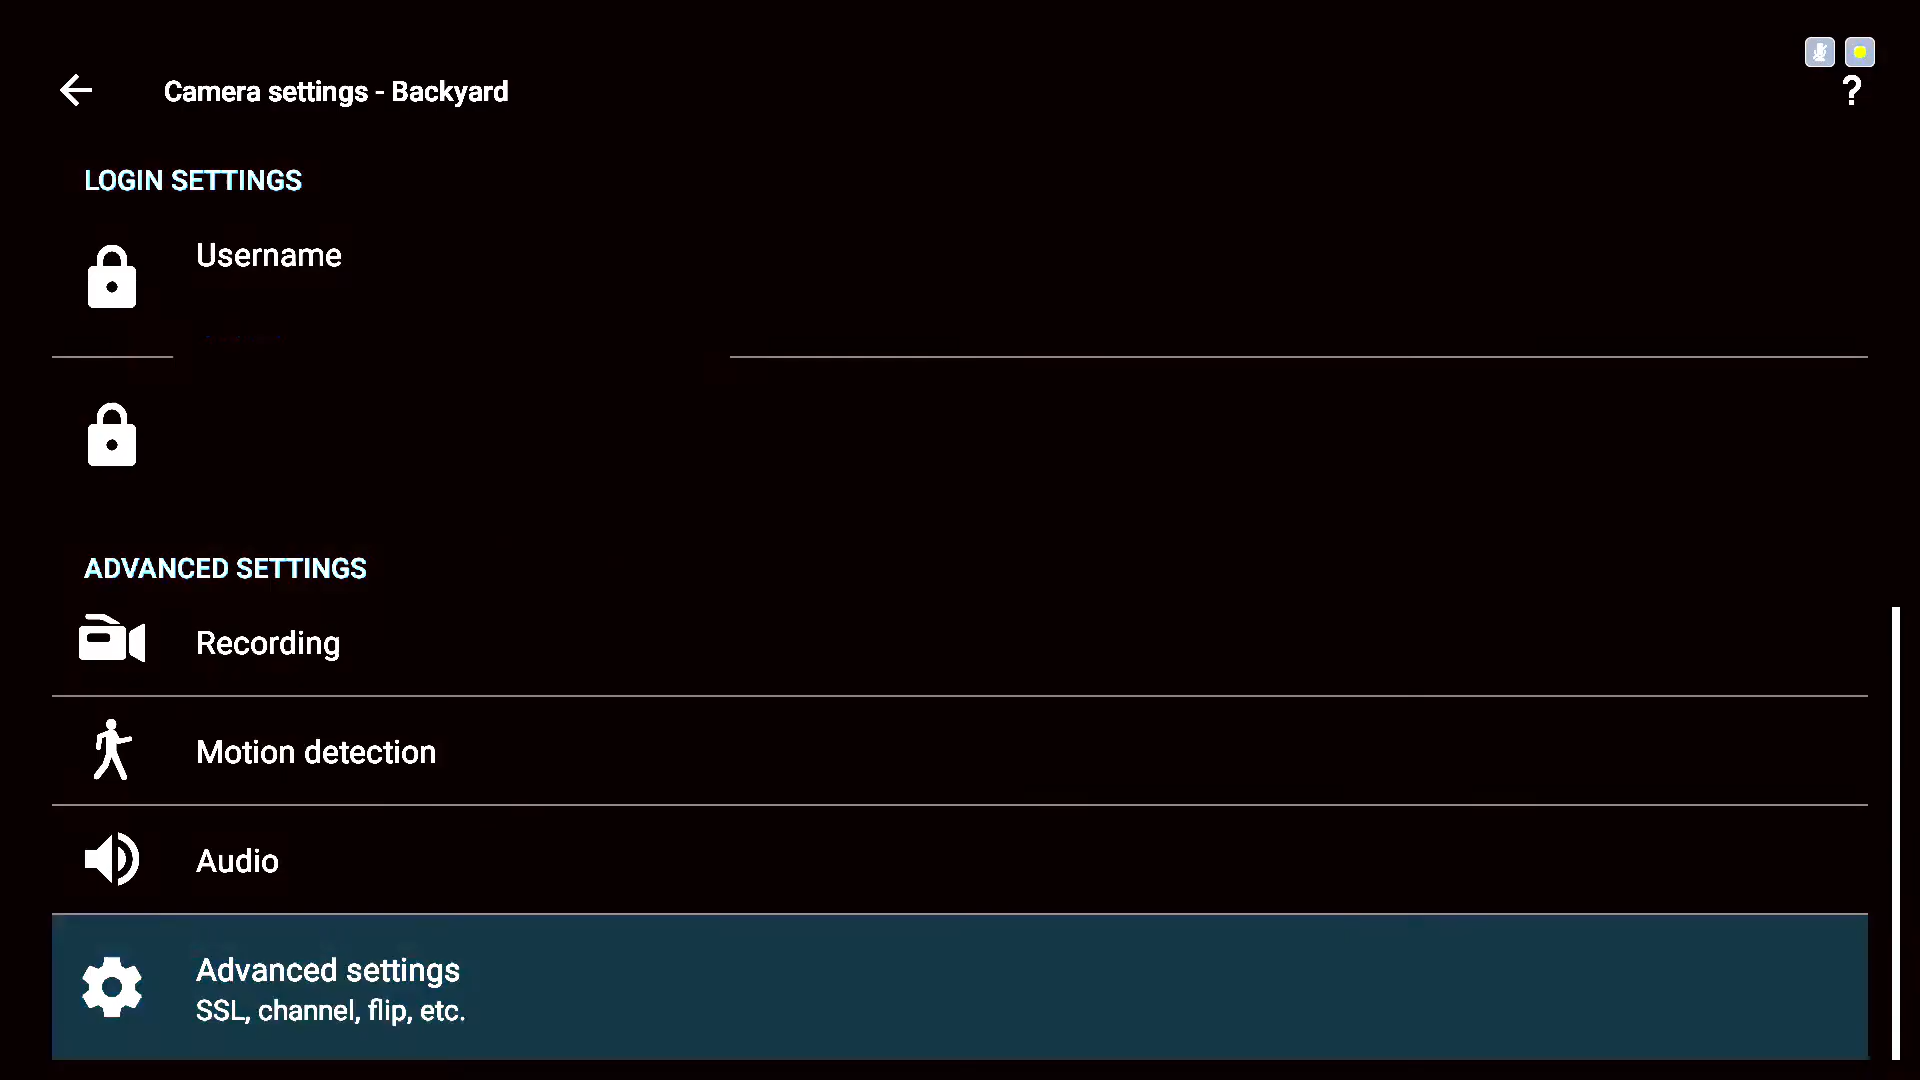 Camera settings - Backyard
?
LOGIN SETTINGS
Username
ADVANCED SETTINGS
Recording
Motion detection
Audio
Advanced settings
SSL, channel, flip, etc.